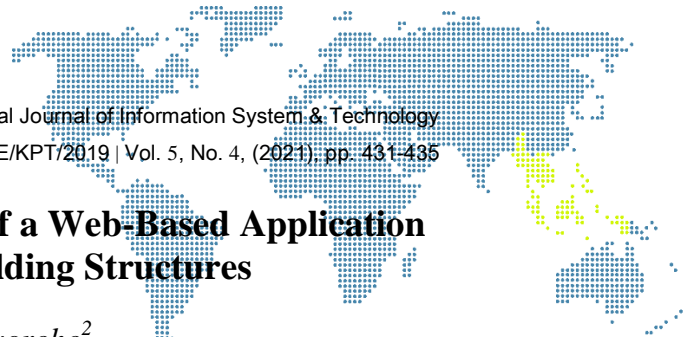 al Journal of Information System & Technology
E/KPT/2019 | Vol. 5, No. 4, (2021), pp. 431-435
f a Web-Based Application
lding Structures